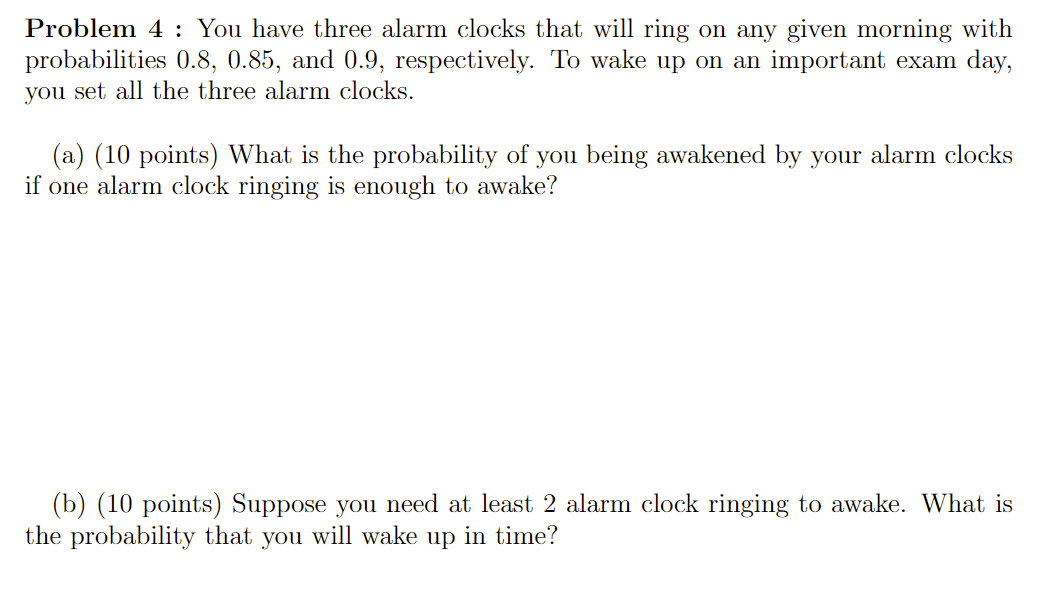 Problem 4 : You have three alarm clocks that will ring on any given morning with
probabilities 0.8, 0.85, and 0.9, respectively. To wake up on an important exam day,
you set all the three alarm clocks.
(a) (10 points) What is the probability of you being awakened by your alarm clocks
if one alarm clock ringing is enough to awake?
(b) (10 points) Suppose you need at least 2 alarm clock ringing to awake. What is
the probability that you will wake up in time?